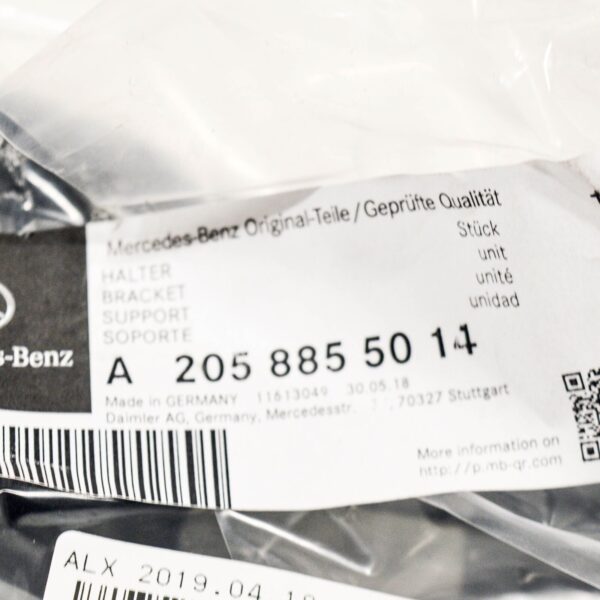 Mercedes-Benz Original-Teile / Geprüfte Qualität
HALTER Stück
BRACKET unit
SUPPORT unité
SOPORTE unidad
s-Benz
A 205 885 50 14
Made in GERMANY 11613049 30.05.18
Daimler AG, Germany, Mercedesstr. 70327 Stuttgart
More information on
http://p.mb-qr.com
ALX 2019.04